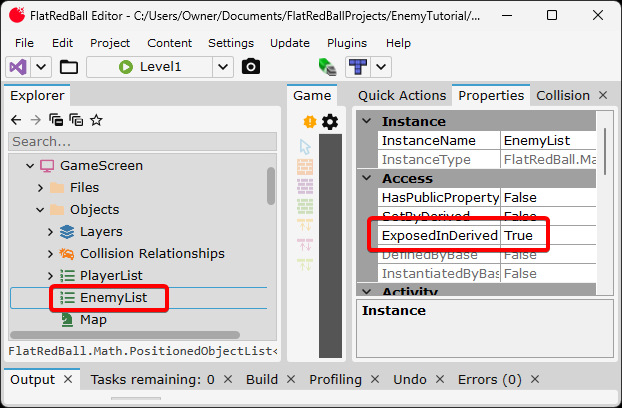 FlatRedBall Editor - C:/Users/Owner/Documents/FlatRedBallProjects/EnemyTutorial/...
File Edit Project Content Settings Update Plugins Help
Level1
Explorer
Search...
GameScreen
Files
Objects
Layers
Collision Relationships
PlayerList
EnemyList
Map
FlatRedBall.Math.PositionedObjectList<
Game
Quick Actions Properties Collision
Instance
InstanceName EnemyList
InstanceType FlatRedBall.Ma
Access
HasPublicProperty False
SetByDerived False
ExposedInDerived True
DefinedByBase False
InstantiatedByBas False
Activity
Instance
Output Tasks remaining: 0 Build Profiling Undo Errors (0)